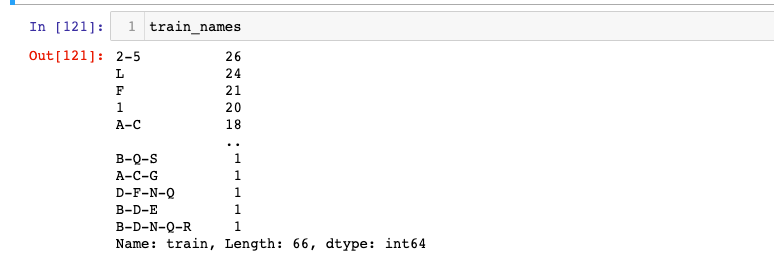 In [121]: 1 train_names
Out[121]: 2-5 26
L 24
F 21
1 20
A-C 18
..
B-Q-S 1
A-C-G 1
D-F-N-Q 1
B-D-E 1
B-D-N-Q-R 1
Name: train, Length: 66, dtype: int64